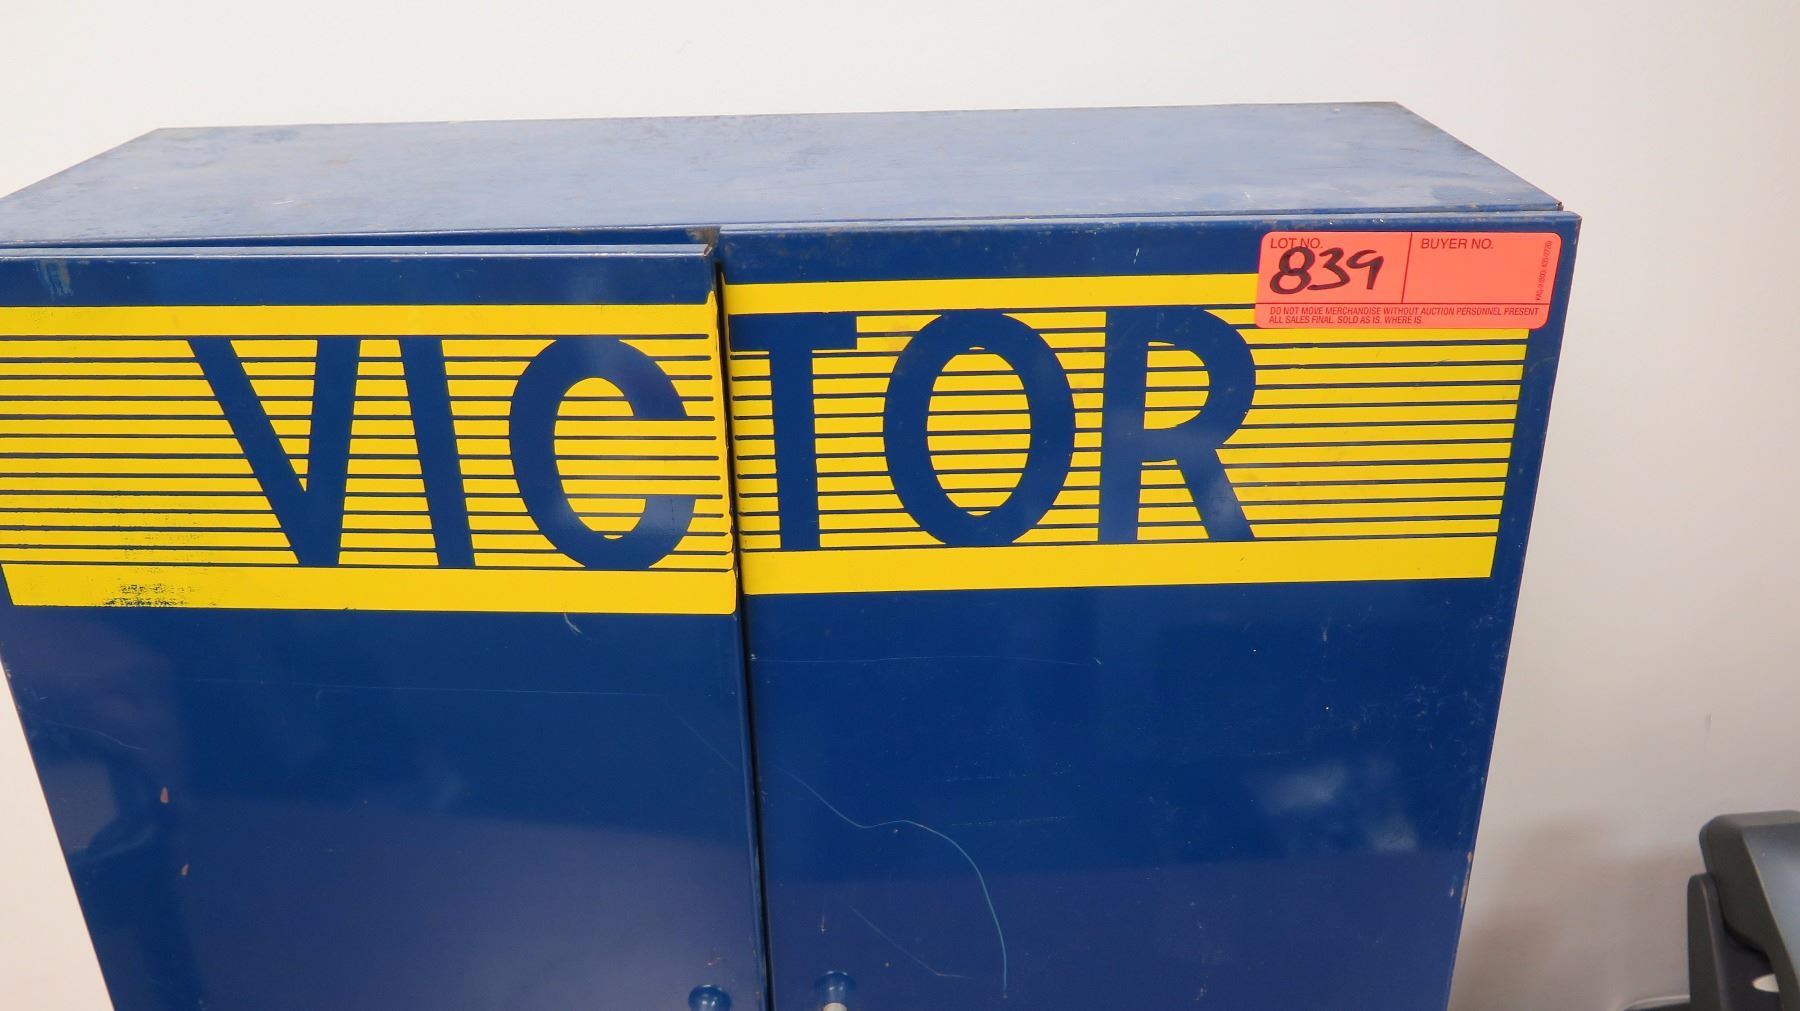 VICTOR
LOT NO. BUYER NO.
839
DO NOT MOVE MERCHANDISE WITHOUT AUCTION PERSONNEL PRESENT
ALL SALES FINAL. SOLD AS IS. WHERE IS.